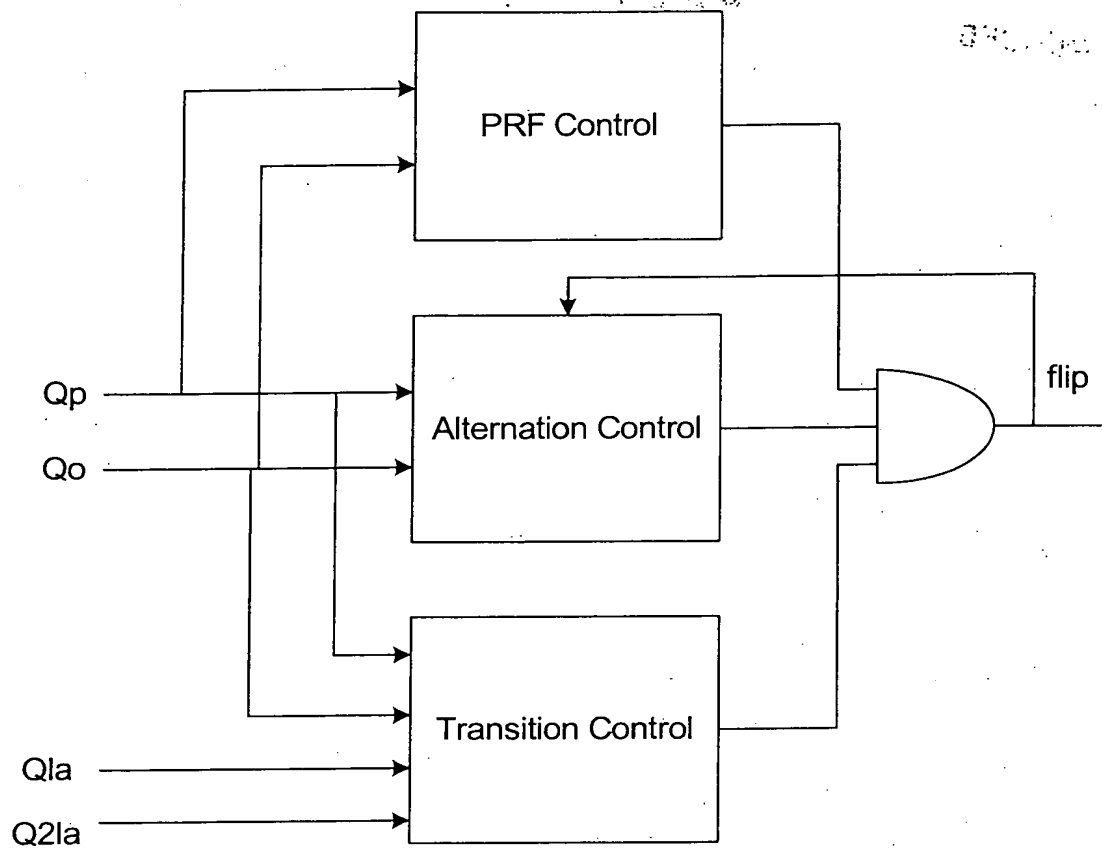 PRF Control
Qp
Alternation Control
flip
Qo
Transition Control
Qla
Q2la